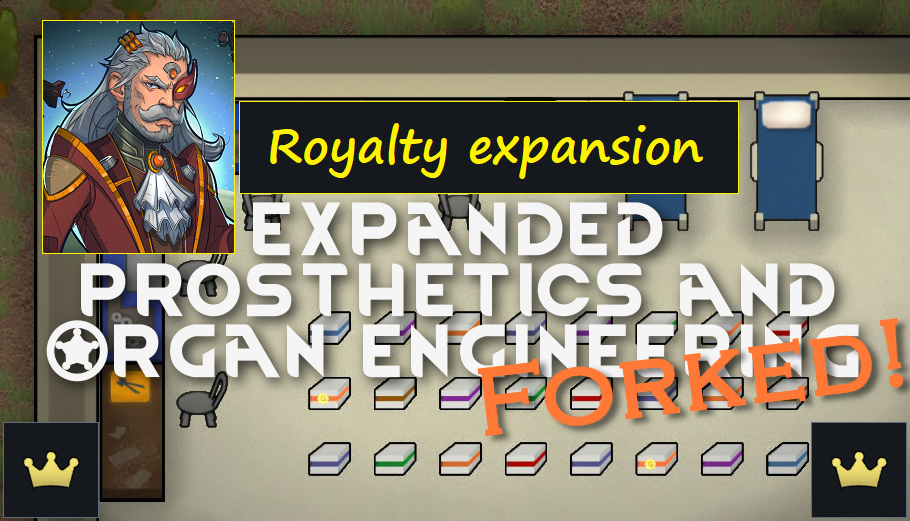 Royalty expansion
EXPANDED
PROSTHETICS AND
ORGAN ENGINEERING
FORKED!